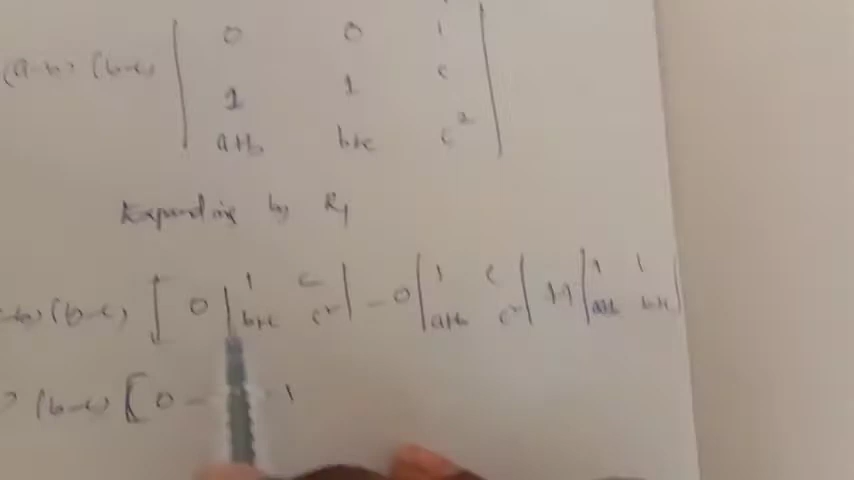 (a-b) (b-c) | 0 0 1 |
| 1 1 c |
| a+b b+c c² |
Expanding by R₁
-b) (b-c) [ 0 | 1 c | - 0 | 1 c | +1 | 1 1 |
| b+c c² | | a+b c² | | a+b b+c |
) (b-c) [ 0 - 1